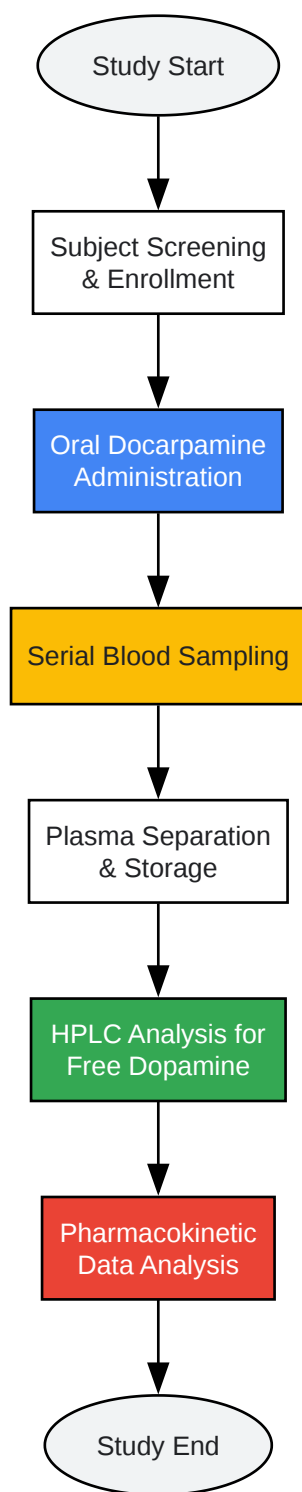 Study Start
Subject Screening
& Enrollment
Oral Docarpamine
Administration
Serial Blood Sampling
Plasma Separation
& Storage
HPLC Analysis for
Free Dopamine
Pharmacokinetic
Data Analysis
Study End